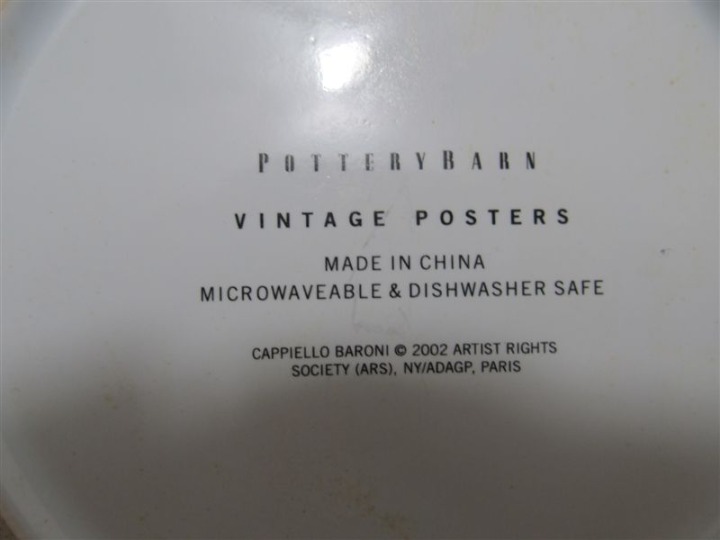 POTTERYBARN
VINTAGE POSTERS
MADE IN CHINA
MICROWAVEABLE & DISHWASHER SAFE
CAPPIELLO BARONI © 2002 ARTIST RIGHTS
SOCIETY (ARS), NY/ADAGP, PARIS